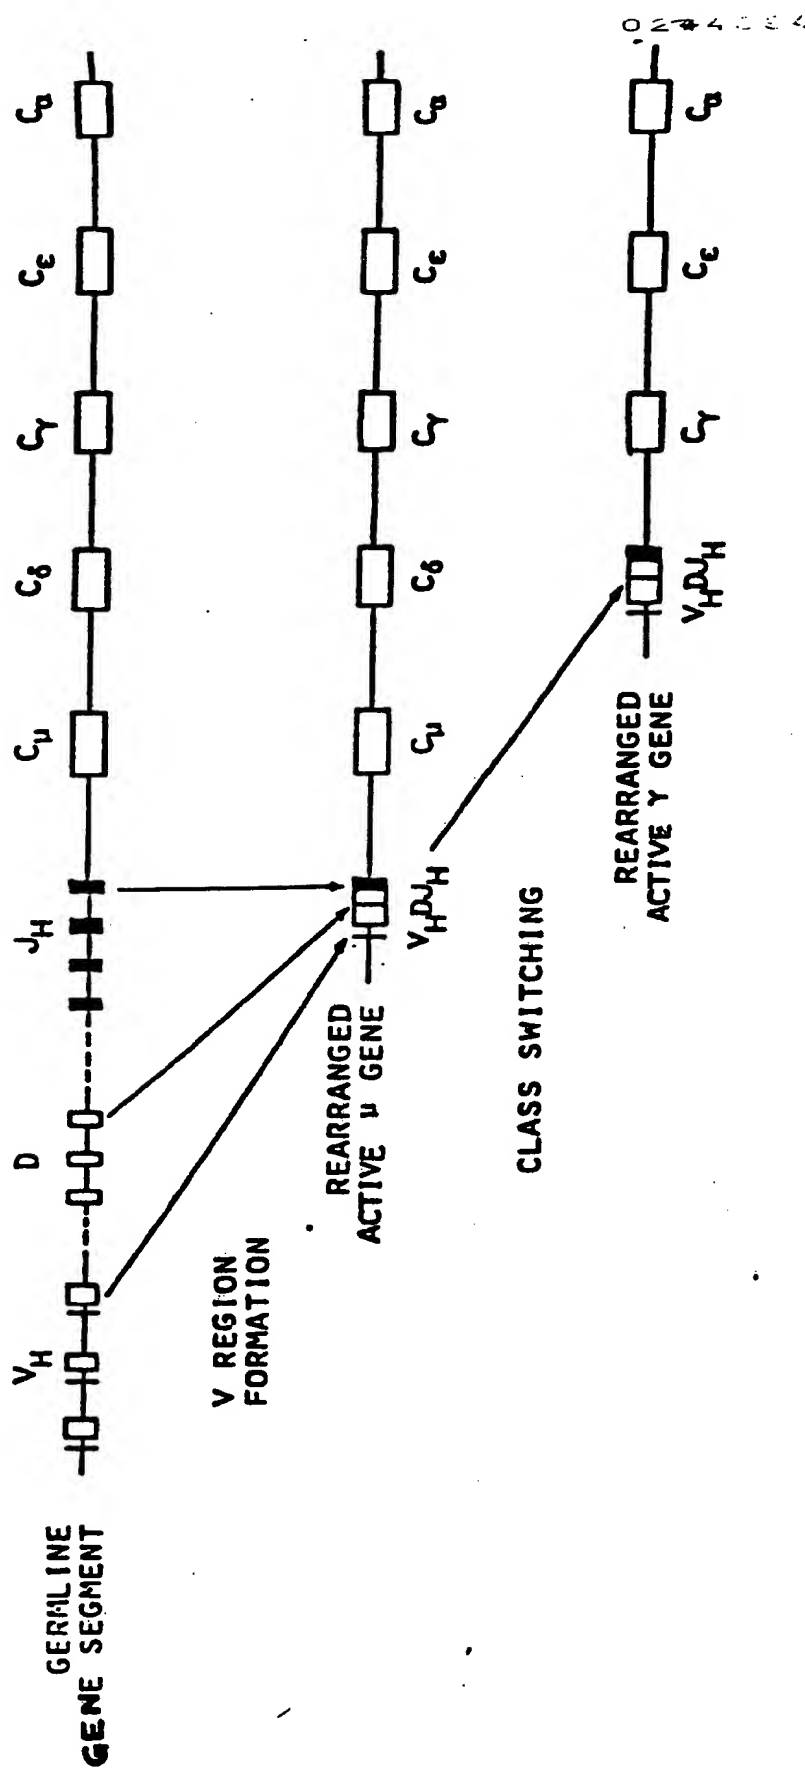 V_H D J_H C_μ C_δ C_γ C_ε C_α
GERMLINE
GENE SEGMENT
V REGION
FORMATION
REARRANGED
ACTIVE μ GENE
V_HDJ_H C_μ C_δ C_γ C_ε C_α
CLASS SWITCHING
REARRANGED
ACTIVE γ GENE
V_HDJ_H C_γ C_ε C_α